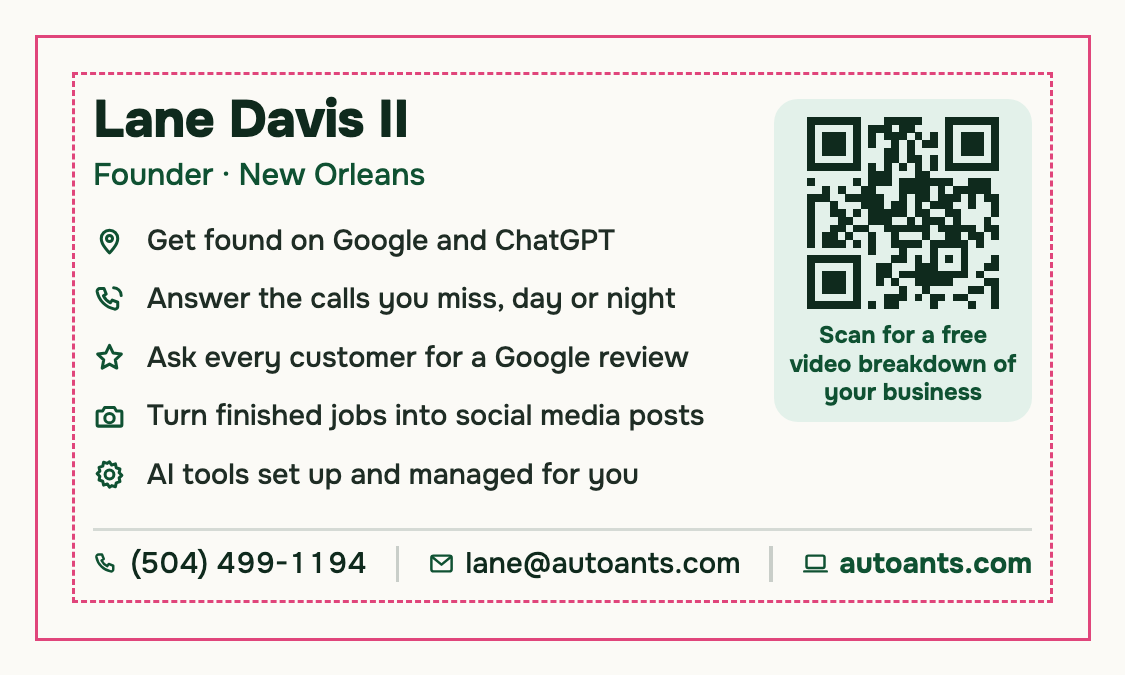 Lane Davis II
Founder · New Orleans
Get found on Google and ChatGPT
Answer the calls you miss, day or night
Ask every customer for a Google review
Turn finished jobs into social media posts
AI tools set up and managed for you
Scan for a free
video breakdown of
your business
(504) 499-1194
lane@autoants.com
autoants.com